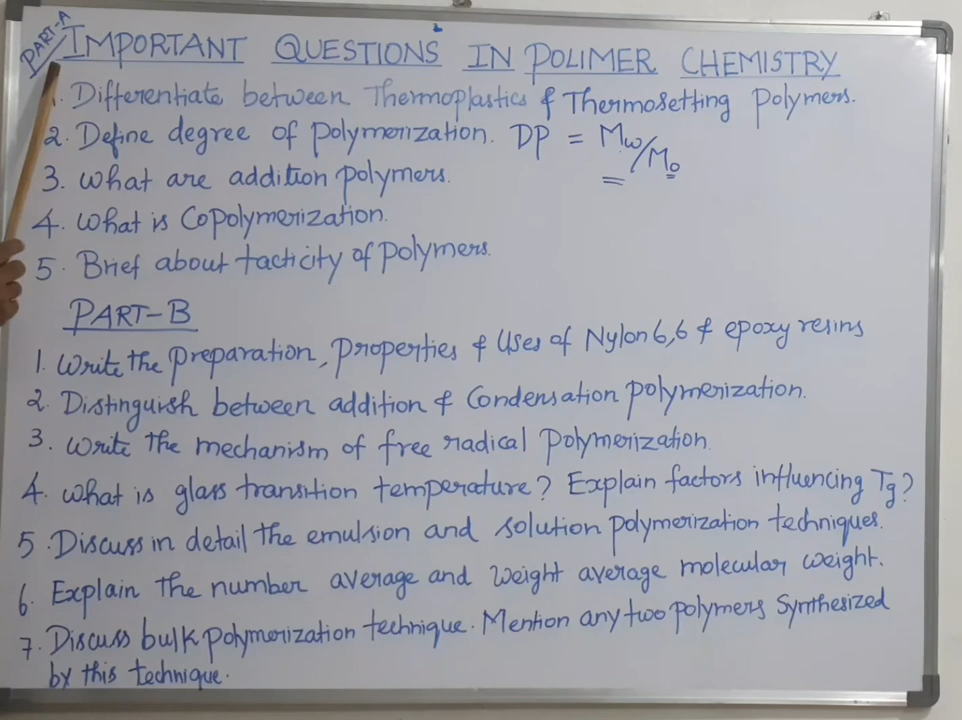 PART-A
IMPORTANT QUESTIONS IN POLIMER CHEMISTRY
1. Differentiate between Thermoplastics & Thermosetting Polymers.
2. Define degree of polymerization. DP = Mw/Mo
3. What are addition polymers.
4. What is Copolymerization.
5. Brief about tacticity of polymers.
PART-B
1. Write the preparation, properties & Uses of Nylon 6,6 & epoxy resins
2. Distinguish between addition & Condensation polymerization.
3. Write the mechanism of free radical polymerization.
4. What is glass transition temperature? Explain factors influencing Tg?
5. Discuss in detail the emulsion and solution polymerization techniques.
6. Explain the number average and weight average molecular weight.
7. Discuss bulk polymerization technique. Mention any two polymers synthesized
by this technique.